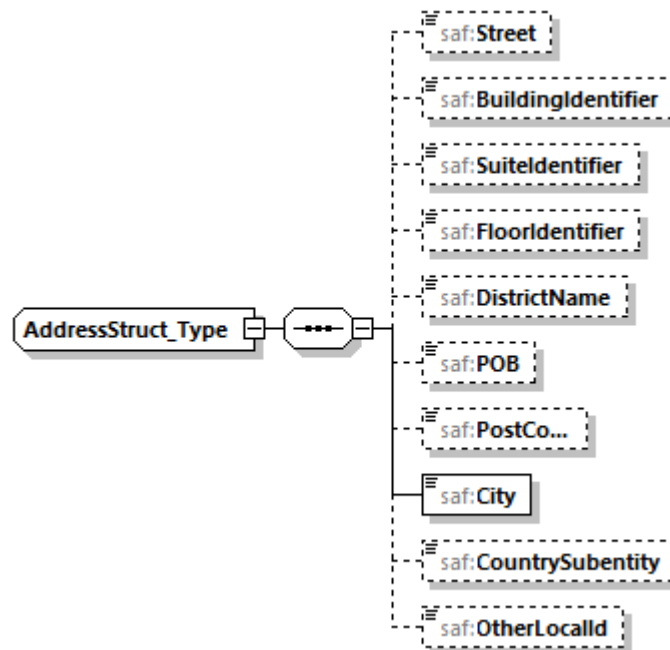 saf:Street
saf:BuildingIdentifier
saf:SuiteIdentifier
saf:FloorIdentifier
saf:DistrictName
AddressStruct_Type
saf:POB
saf:PostCo...
saf:City
saf:CountrySubentity
saf:OtherLocalId